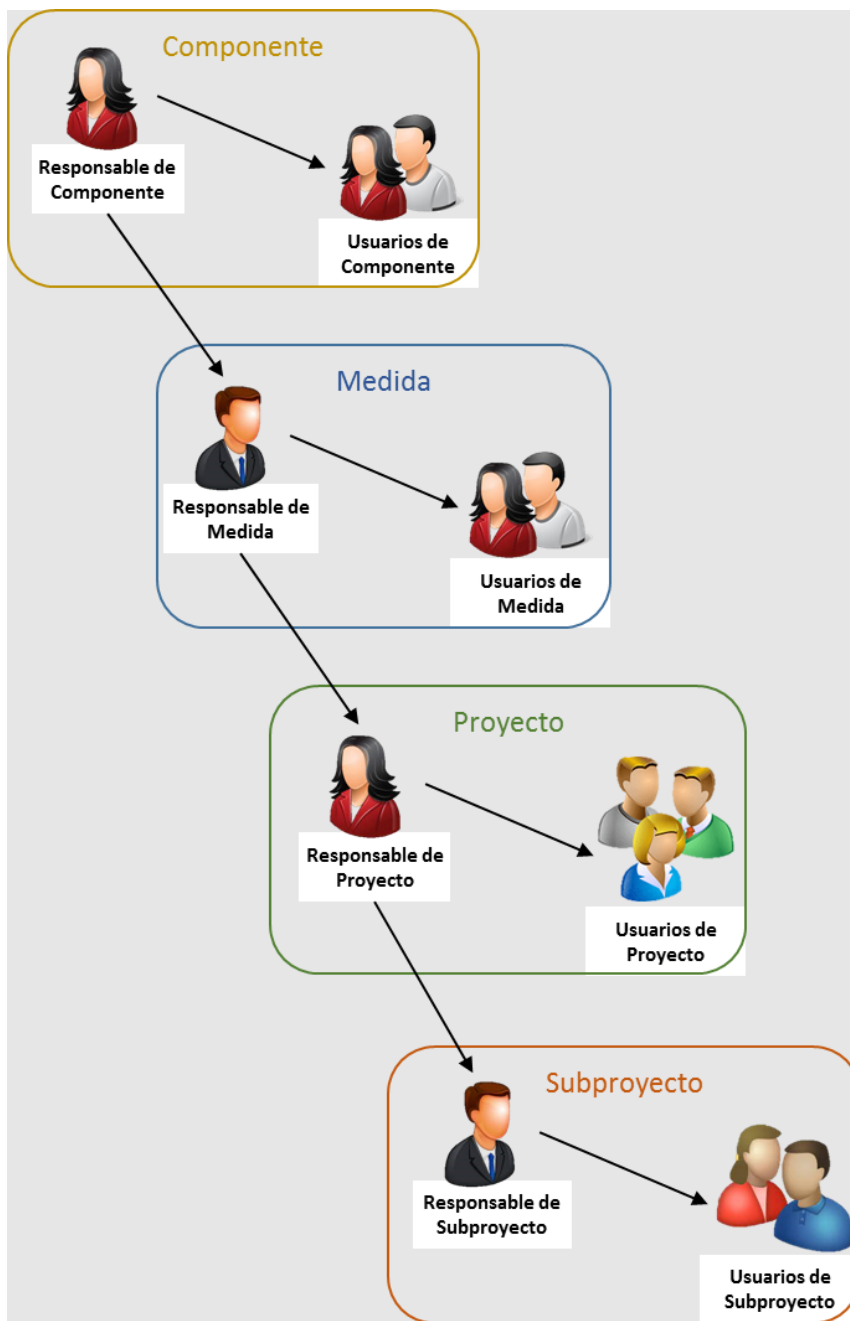 Componente
Responsable de
Componente
Usuarios de
Componente
Medida
Responsable de
Medida
Usuarios de
Medida
Proyecto
Responsable de
Proyecto
Usuarios de
Proyecto
Subproyecto
Responsable de
Subproyecto
Usuarios de
Subproyecto